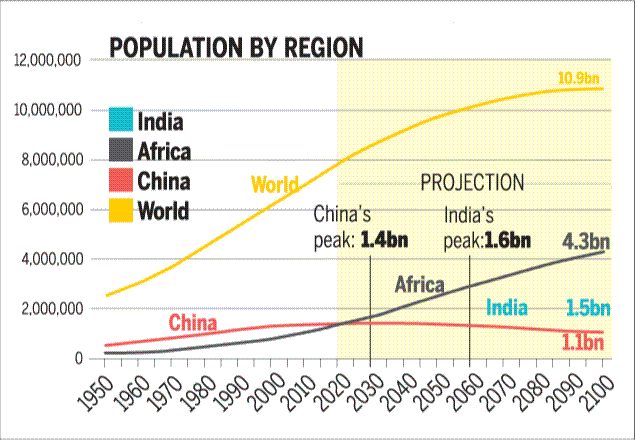 POPULATION BY REGION
12,000,000
10,000,000
8,000,000
6,000,000
4,000,000
2,000,000
0
India
Africa
China
World
World
10.9bn
PROJECTION
China's
peak: 1.4bn
India's
peak:1.6bn
4.3bn
Africa
India
1.5bn
China
1.1bn
1950
1960
1970
1980
1990
2000
2010
2020
2030
2040
2050
2060
2070
2080
2090
2100